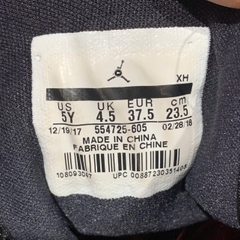 XH
US UK EUR cm
5Y 4.5 37.5 23.5
12/19/17 554725-605 02/28/18
MADE IN CHINA
FABRIQUE EN CHINE
UPC